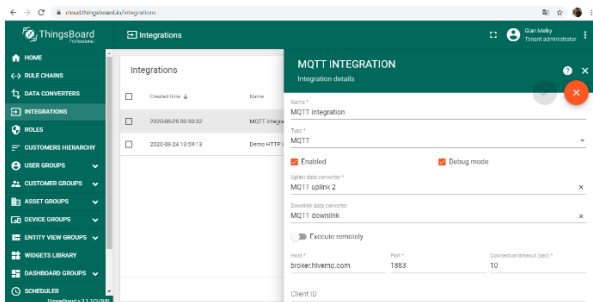 cloud.thingsboard.io/integrations
ThingsBoard
Professional
Integrations
Gian Melky
Tenant administrator
HOME
RULE CHAINS
DATA CONVERTERS
INTEGRATIONS
ROLES
CUSTOMERS HIERARCHY
USER GROUPS
CUSTOMER GROUPS
ASSET GROUPS
DEVICE GROUPS
ENTITY VIEW GROUPS
WIDGETS LIBRARY
DASHBOARD GROUPS
SCHEDULER
Integrations
Created time
Name
2020-08-25 00:50:32
MQTT integra
2020-08-24 13:59:13
Demo HTTP
MQTT INTEGRATION
Integration details
Name *
MQTT integration
Type *
MQTT
Enabled
Debug mode
Uplink data converter *
MQTT uplink 2
Downlink data converter
MQTT downlink
Execute remotely
Host *
Port *
Connection timeout (sec) *
broker.hivemq.com
1883
10
Client ID